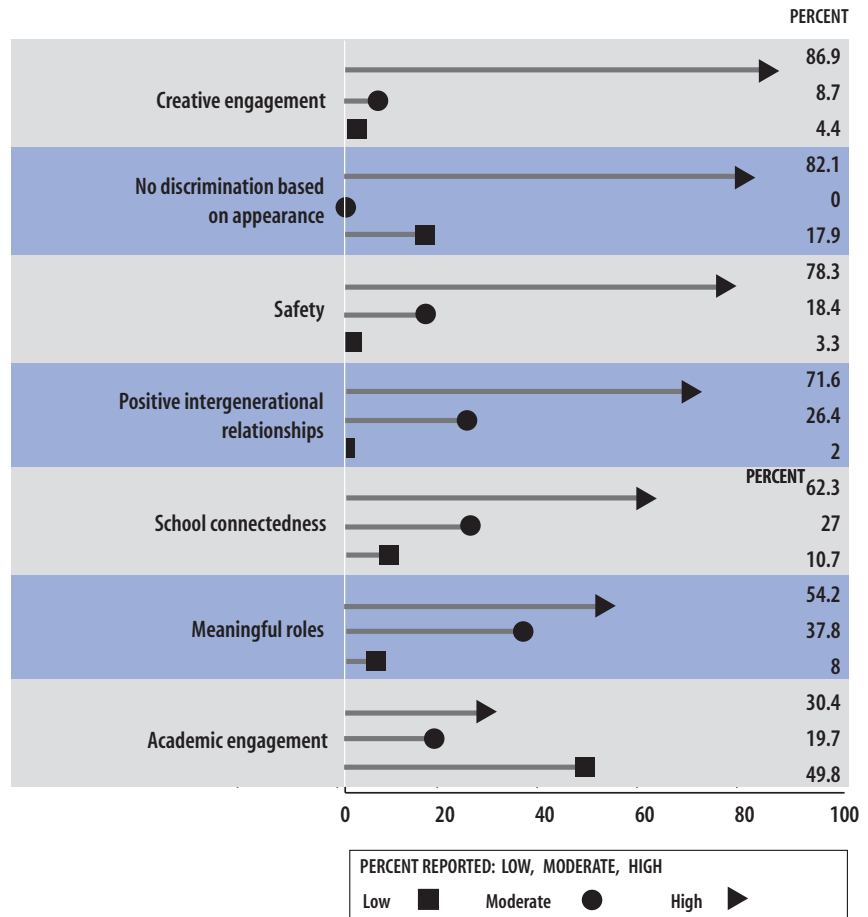 PERCENT
Creative engagement
86.9
8.7
4.4
No discrimination based
on appearance
82.1
0
17.9
Safety
78.3
18.4
3.3
Positive intergenerational
relationships
71.6
26.4
2
PERCENT
School connectedness
62.3
27
10.7
Meaningful roles
54.2
37.8
8
Academic engagement
30.4
19.7
49.8
0 20 40 60 80 100
PERCENT REPORTED: LOW, MODERATE, HIGH
Low Moderate High